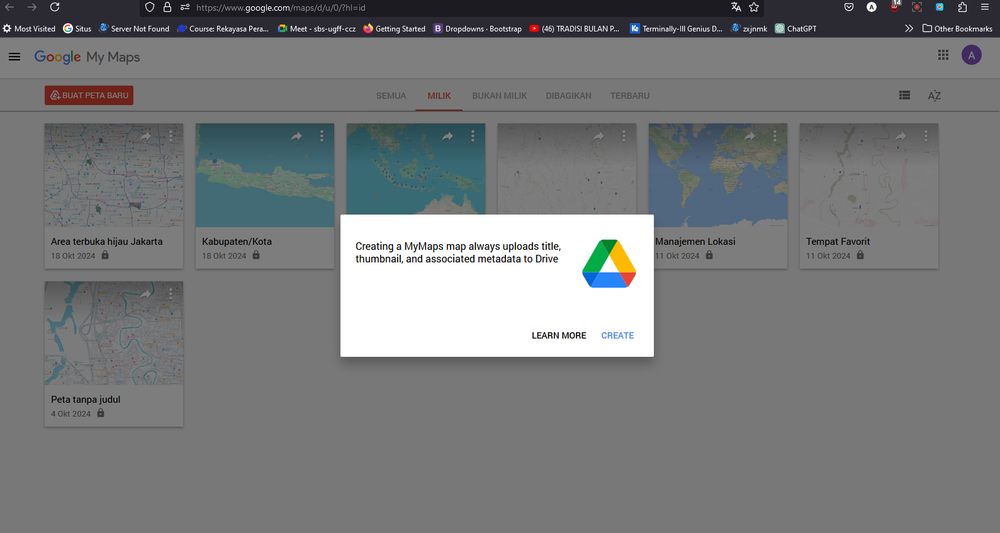 https://www.google.com/maps/d/u/0/?hl=id
14
Most Visited
Situs
Server Not Found
Course: Rekayasa Pera...
Meet - sbs-ugff-ccz
Getting Started
Dropdowns · Bootstrap
(46) TRADISI BULAN P...
Terminally-Ill Genius D...
zxjnmk
ChatGPT
Other Bookmarks
Google My Maps
A
BUAT PETA BARU
SEMUA
MILIK
BUKAN MILIK
DIBAGIKAN
TERBARU
AZ
Area terbuka hijau Jakarta
18 Okt 2024
Kabupaten/Kota
18 Okt 2024
Manajemen Lokasi
11 Okt 2024
Tempat Favorit
11 Okt 2024
Creating a MyMaps map always uploads title,
thumbnail, and associated metadata to Drive
LEARN MORE
CREATE
Peta tanpa judul
4 Okt 2024